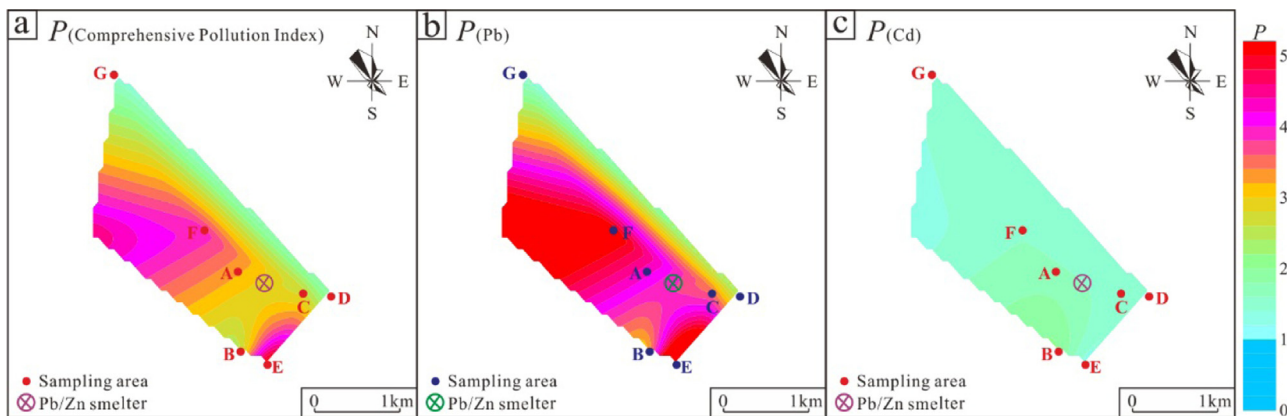 a P(Comprehensive Pollution Index)
N
W E
S
G
F
A
C
D
B
E
Sampling area
Pb/Zn smelter
0 1km
b P(Pb)
N
W E
S
G
F
A
C
D
B
E
Sampling area
Pb/Zn smelter
0 1km
c P(Cd)
N
W E
S
G
F
A
C
D
B
E
Sampling area
Pb/Zn smelter
0 1km
P
5
4
3
2
1
0